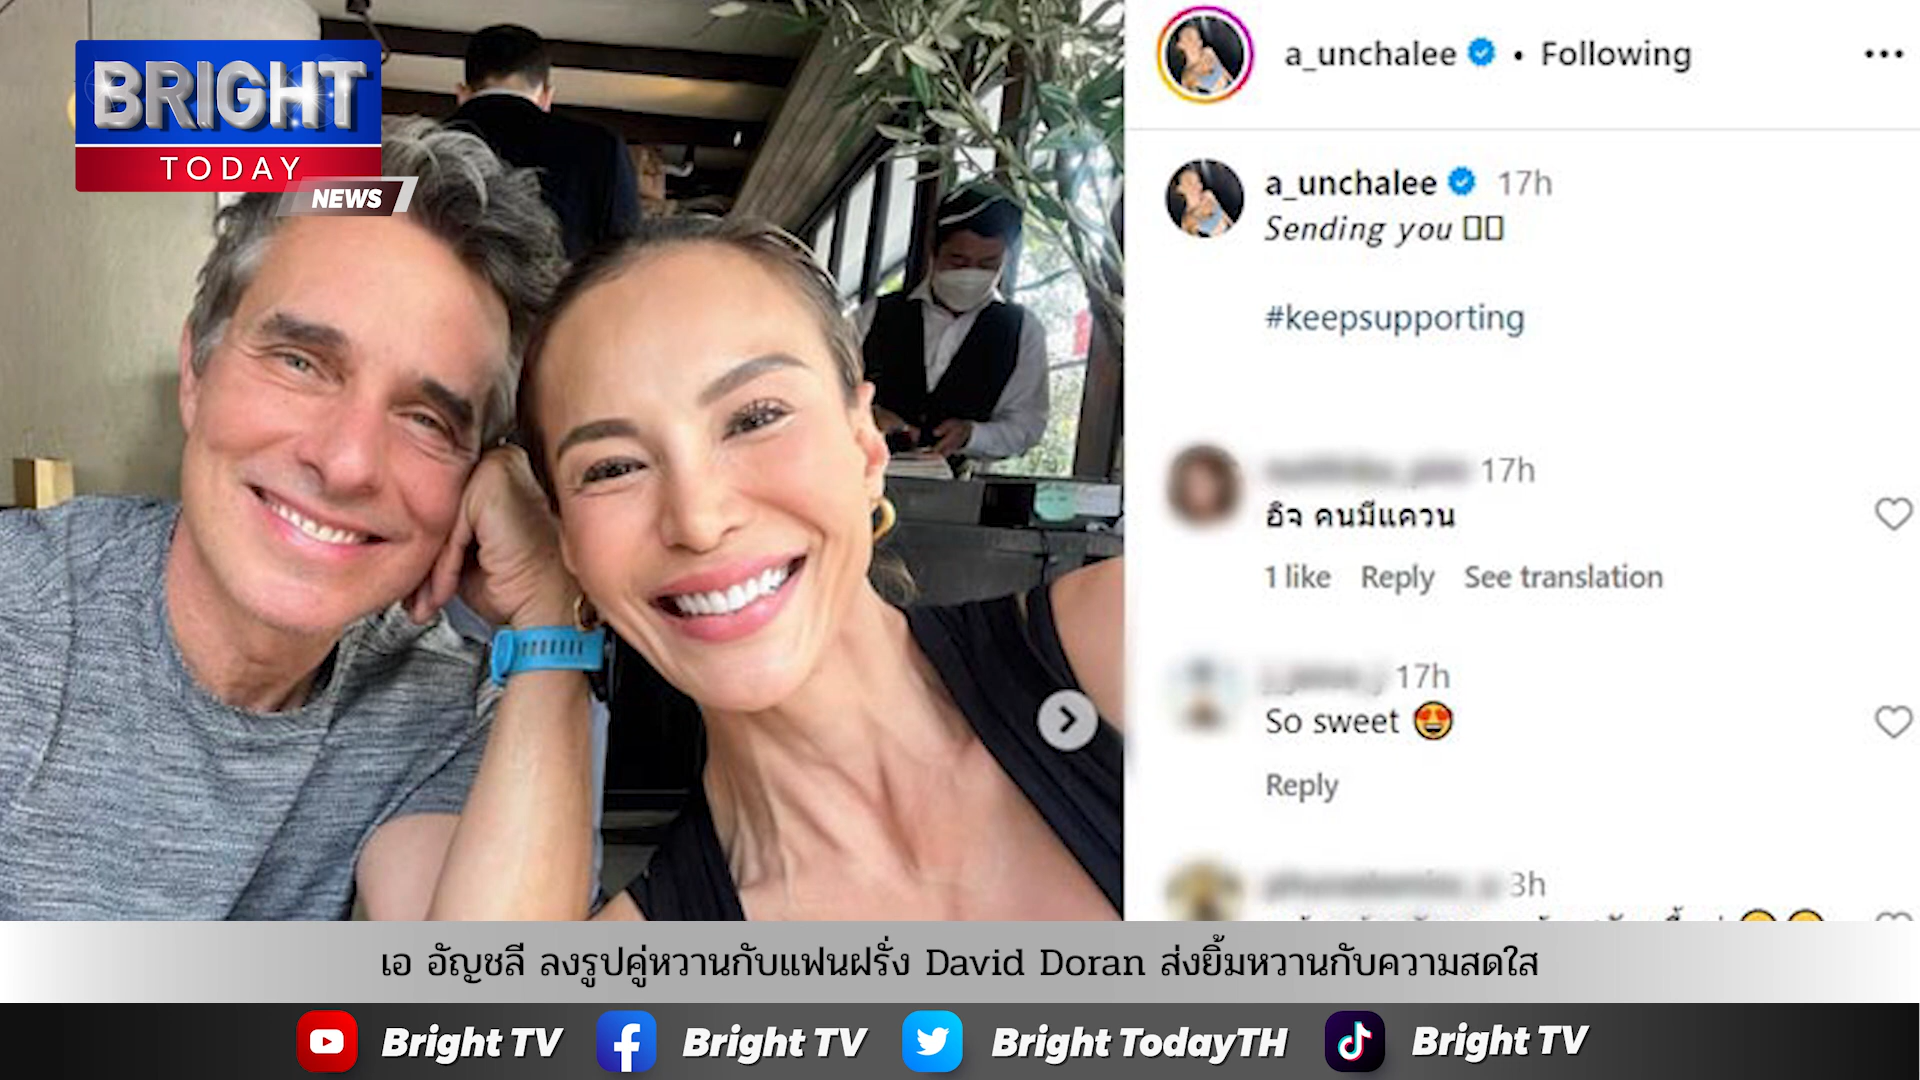 BRIGHT
TODAY
NEWS
a_unchalee • Following
a_unchalee 17h
Sending you
#keepsupporting
17h
อิจ คนมีแควน
1 like Reply See translation
17h
So sweet 😍
Reply
3h
เอ อัญชลี ลงรูปคู่หวานกับแฟนฝรั่ง David Doran ส่งยิ้มหวานกับความสดใส
Bright TV Bright TV Bright TodayTH Bright TV